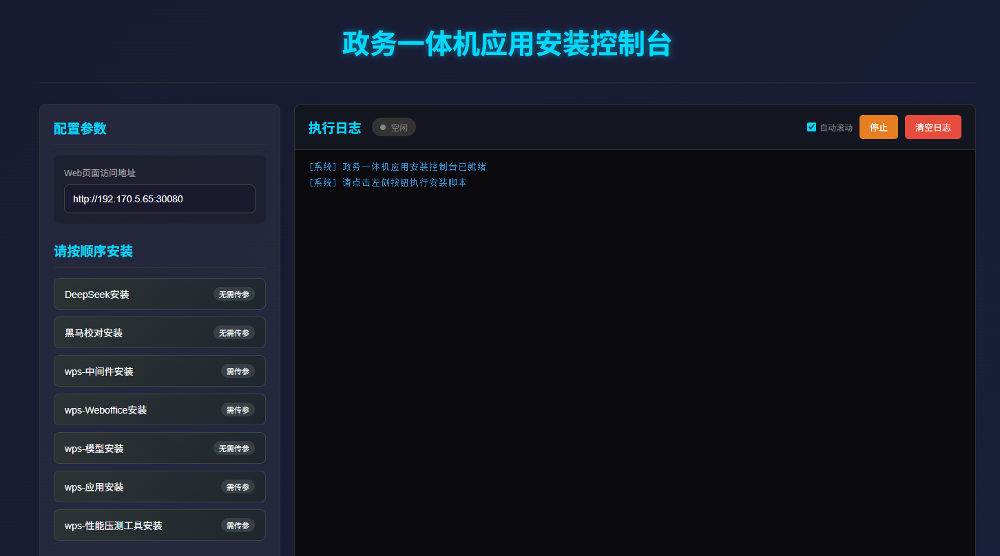 政务一体机应用安装控制台
配置参数
Web页面访问地址
http://192.170.5.65:30080
请按顺序安装
DeepSeek安装 无需传参
黑马校对安装 无需传参
wps-中间件安装 需传参
wps-Weboffice安装 需传参
wps-模型安装 无需传参
wps-应用安装 需传参
wps-性能压测工具安装 需传参
执行日志 空闲 自动滚动 停止 清空日志
[系统] 政务一体机应用安装控制台已就绪
[系统] 请点击左侧按钮执行安装脚本